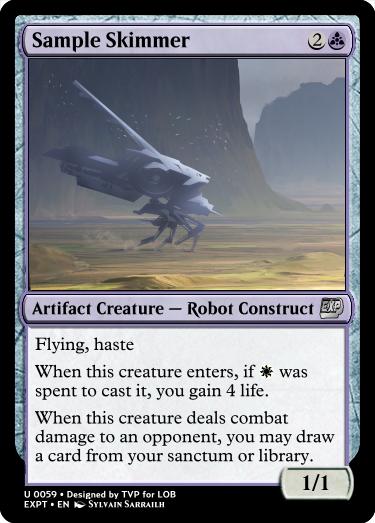 Sample Skimmer 2
Artifact Creature — Robot Construct EXP
Flying, haste
When this creature enters, if was
spent to cast it, you gain 4 life.
When this creature deals combat
damage to an opponent, you may draw
a card from your sanctum or library.
1/1
U 0059 • Designed by TVP for LOB
EXPT • EN Sylvain Sarrailh